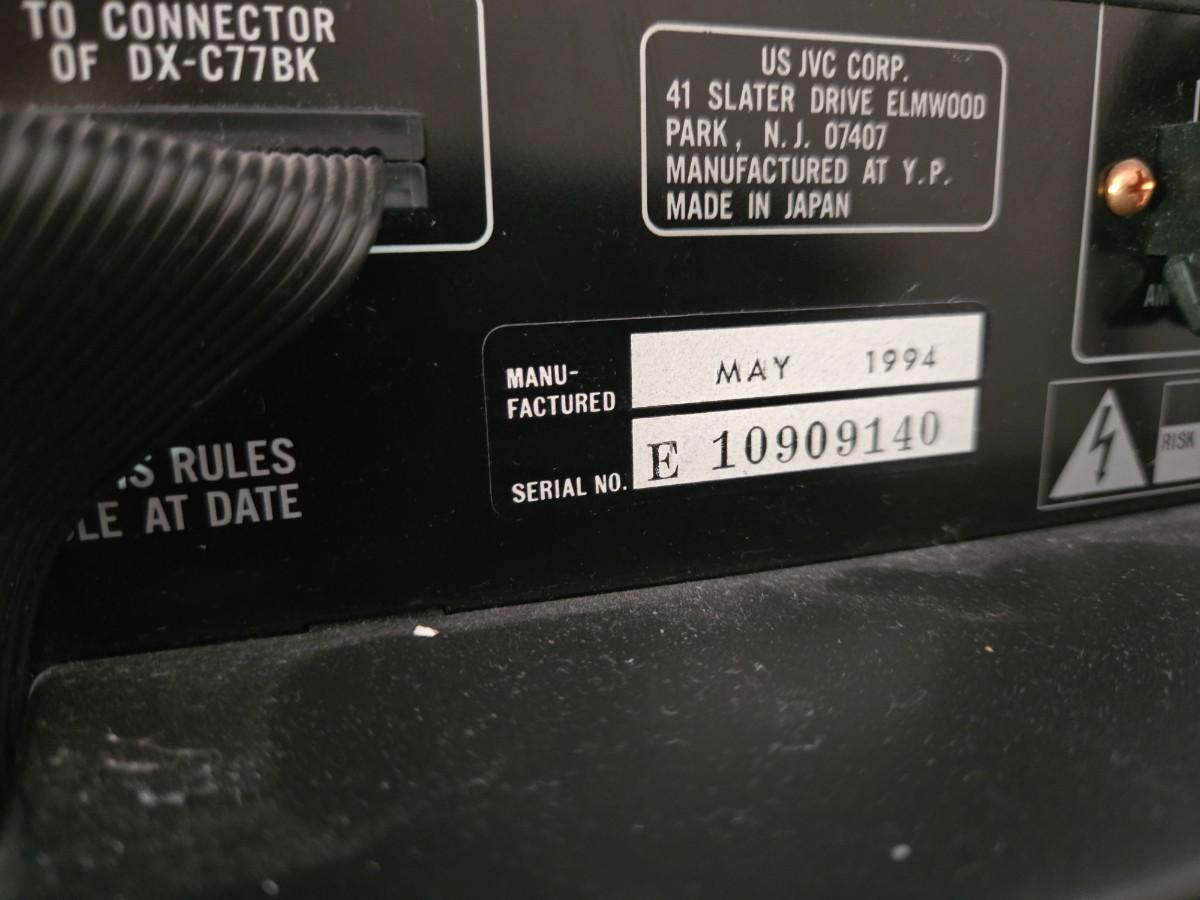 TO CONNECTOR
OF DX-C77BK
US JVC CORP.
41 SLATER DRIVE ELMWOOD
PARK, N.J. 07407
MANUFACTURED AT Y.P.
MADE IN JAPAN
MANU-
FACTURED
MAY 1994
SERIAL NO.
E 10909140
RULES
AT DATE
AM
RISK